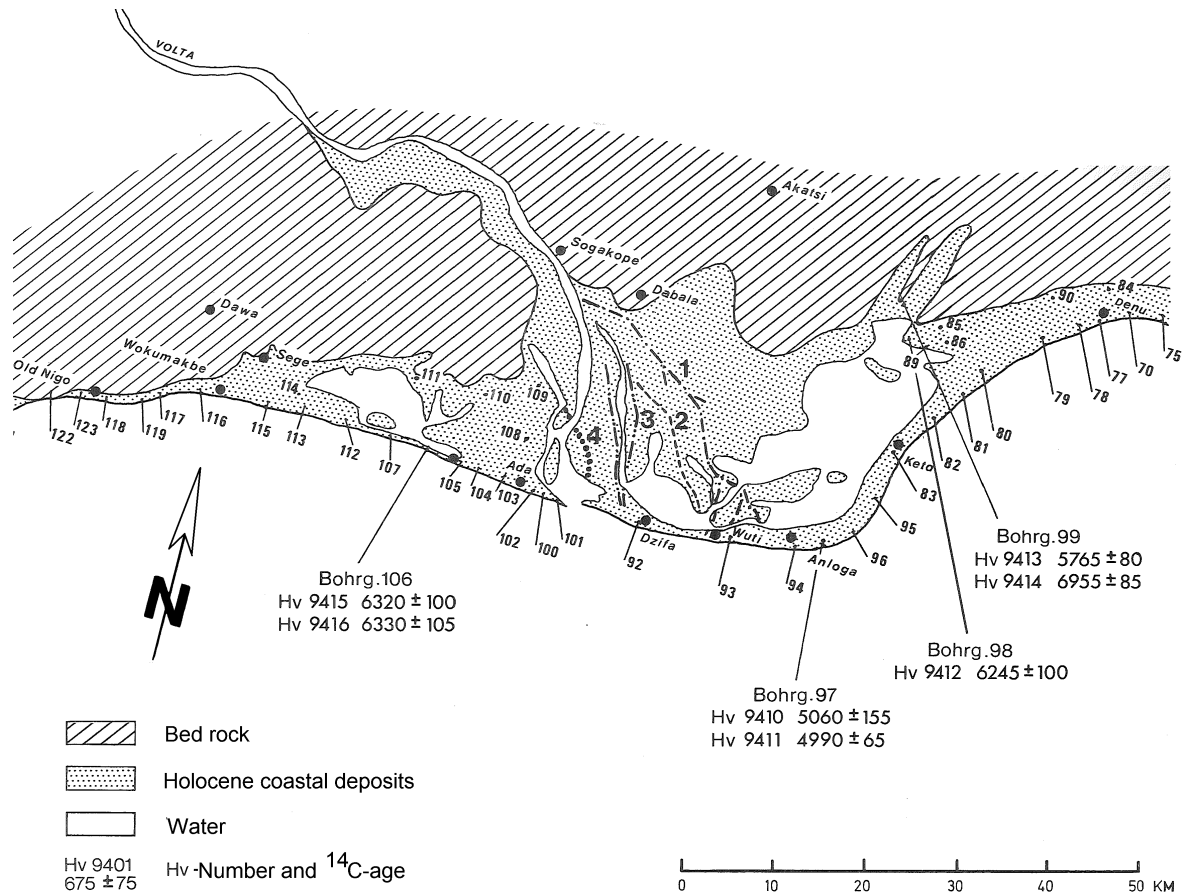 VOLTA
Akatsi
Sogakope
Dabala
Dawa
Wokumakbe
Sege
Old Nigo
Denu
84
90
85
86
89
75
70
77
78
79
80
81
82
83
Keta
95
96
Anloga
94
Wuti
93
Dzifa
92
1
2
3
4
111
110
109
108
114
Ada
101
100
102
103
104
105
107
112
113
115
116
117
119
118
123
122
N
Bohrg.106
Hv 9415 6320 ± 100
Hv 9416 6330 ± 105
Bohrg.99
Hv 9413 5765 ± 80
Hv 9414 6955 ± 85
Bohrg.98
Hv 9412 6245 ± 100
Bohrg.97
Hv 9410 5060 ± 155
Hv 9411 4990 ± 65
Bed rock
Holocene coastal deposits
Water
Hv 9401
675 ± 75
Hv -Number and 14C-age
0 10 20 30 40 50 KM